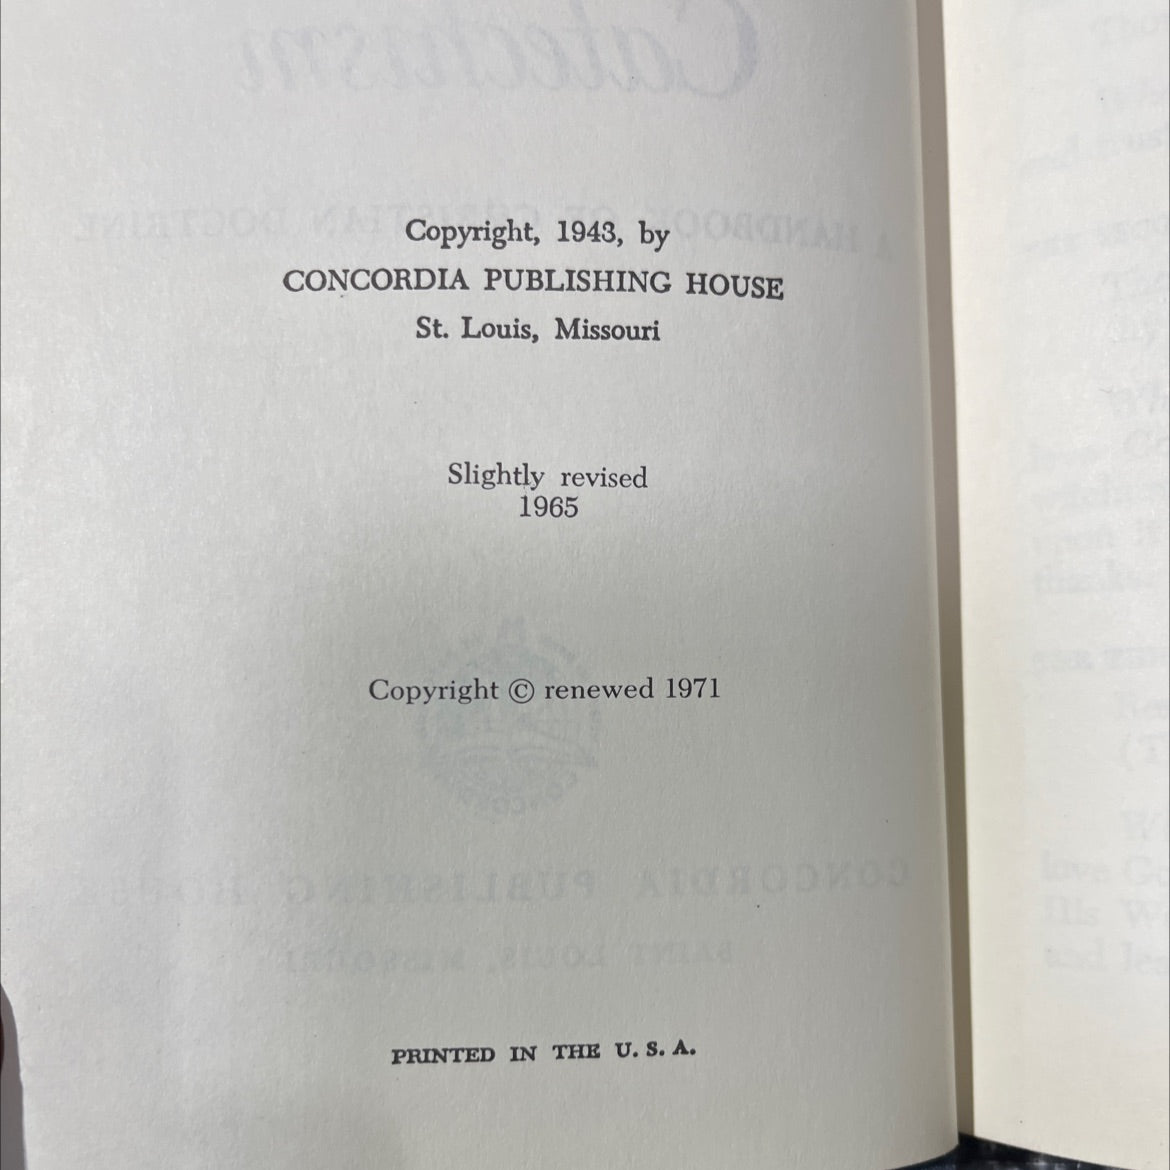 Copyright, 1943, by
CONCORDIA PUBLISHING HOUSE
St. Louis, Missouri
Slightly revised
1965
Copyright © renewed 1971
PRINTED IN THE U. S. A.